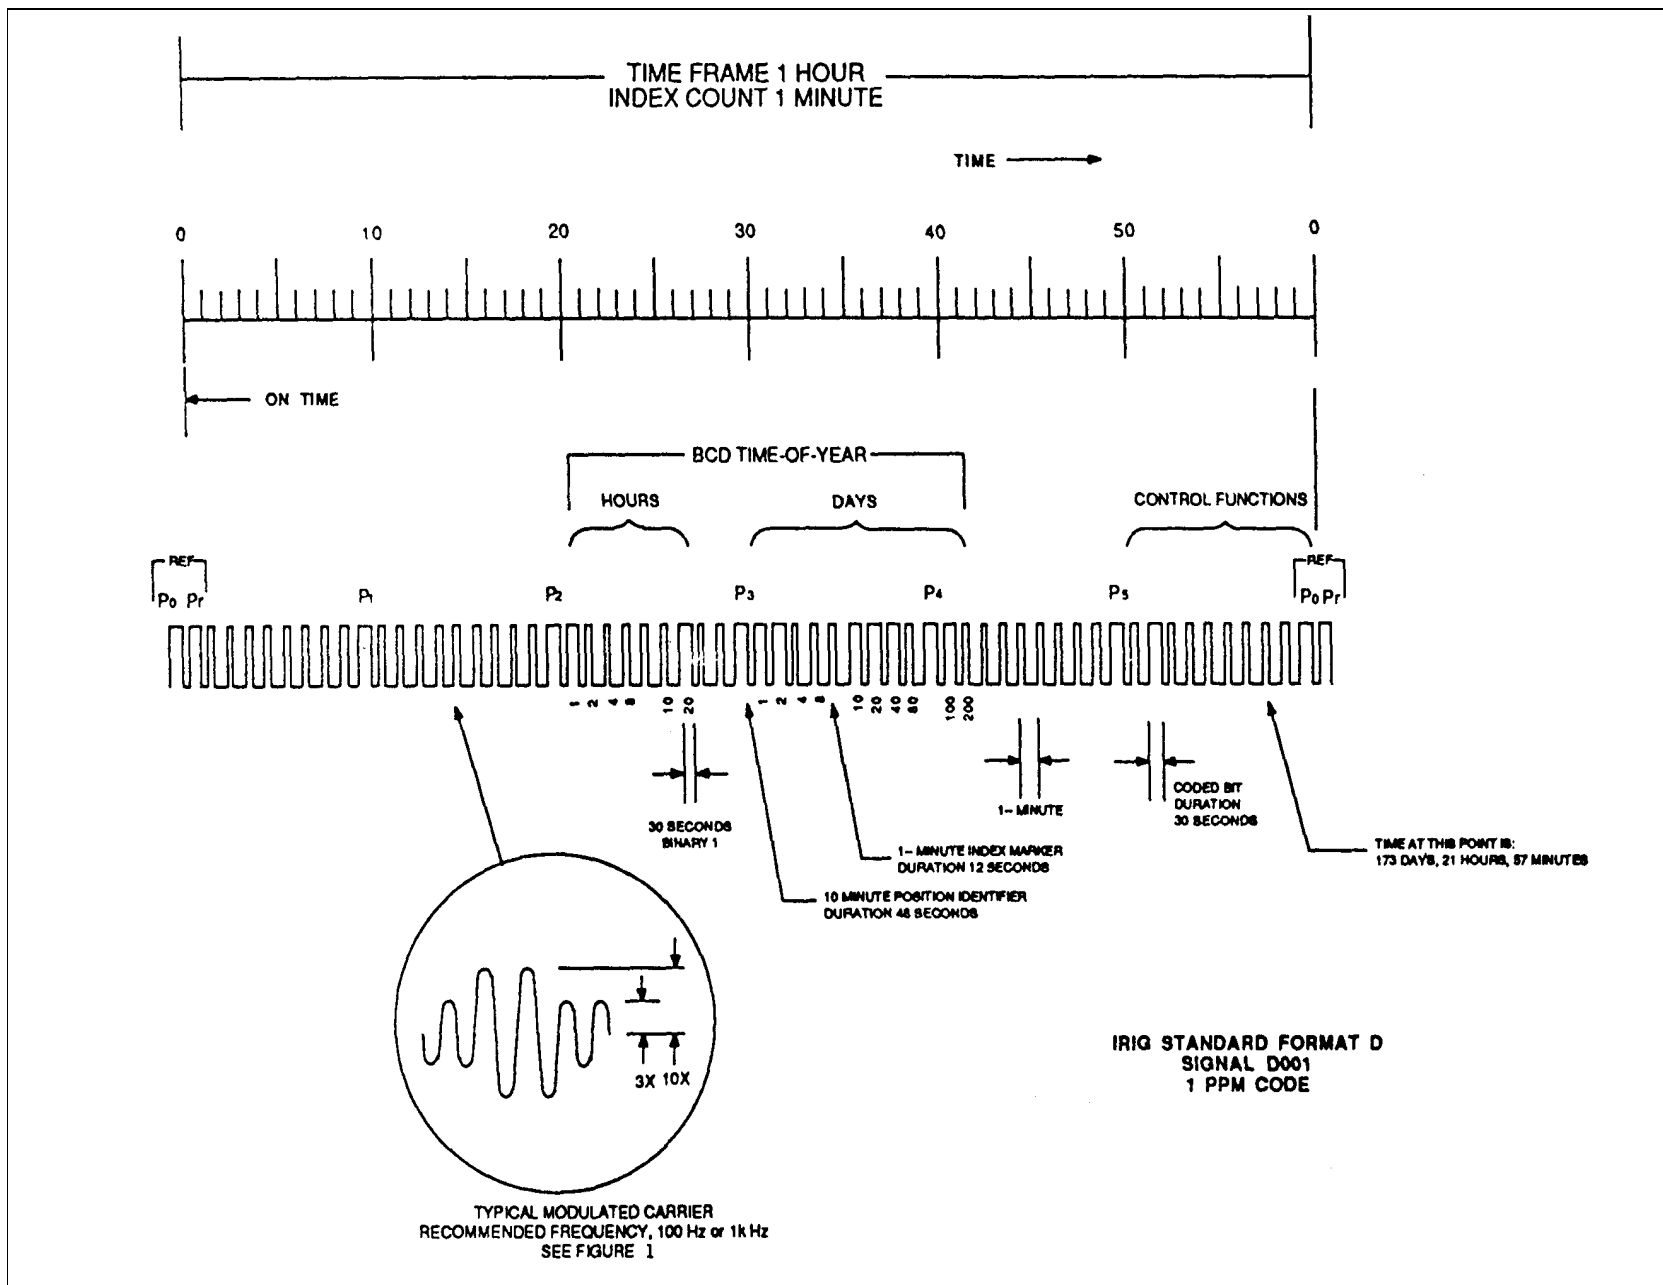 TIME FRAME 1 HOUR
INDEX COUNT 1 MINUTE
TIME
0 10 20 30 40 50 0
ON TIME
BCD TIME-OF-YEAR
HOURS DAYS CONTROL FUNCTIONS
REF REF
P0 Pr P1 P2 P3 P4 P5 P0 Pr
1 2 4 8 10 20 1 2 4 8 10 20 40 80 100 200
30 SECONDS
BINARY 1
1- MINUTE
CODED BIT
DURATION
30 SECONDS
1- MINUTE INDEX MARKER
DURATION 12 SECONDS
TIME AT THIS POINT IS:
173 DAYS, 21 HOURS, 57 MINUTES
10 MINUTE POSITION IDENTIFIER
DURATION 48 SECONDS
3X 10X
IRIG STANDARD FORMAT D
SIGNAL D001
1 PPM CODE
TYPICAL MODULATED CARRIER
RECOMMENDED FREQUENCY, 100 Hz or 1k Hz
SEE FIGURE 1